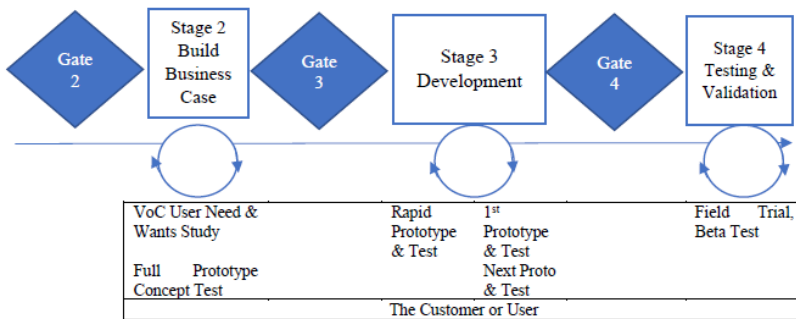 Gate
2
Stage 2
Build
Business
Case
Gate
3
Stage 3
Development
Gate
4
Stage 4
Testing &
Validation
VoC User Need &
Wants Study
Full Prototype
Concept Test
Rapid
Prototype
& Test
1st
Prototype
& Test
Next Proto
& Test
Field Trial,
Beta Test
The Customer or User